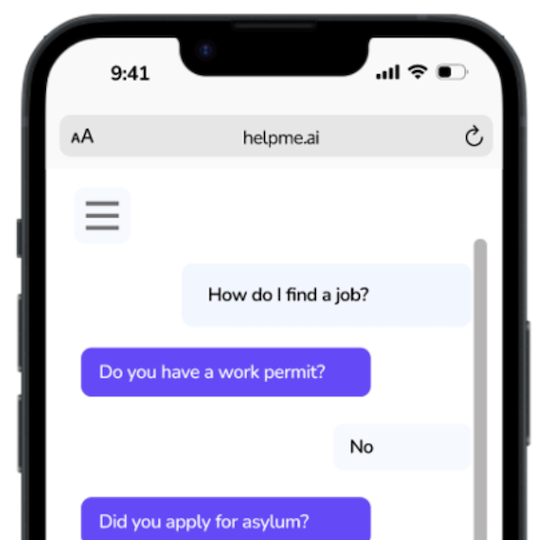 9:41
AA helpme.ai
How do I find a job?
Do you have a work permit?
No
Did you apply for asylum?